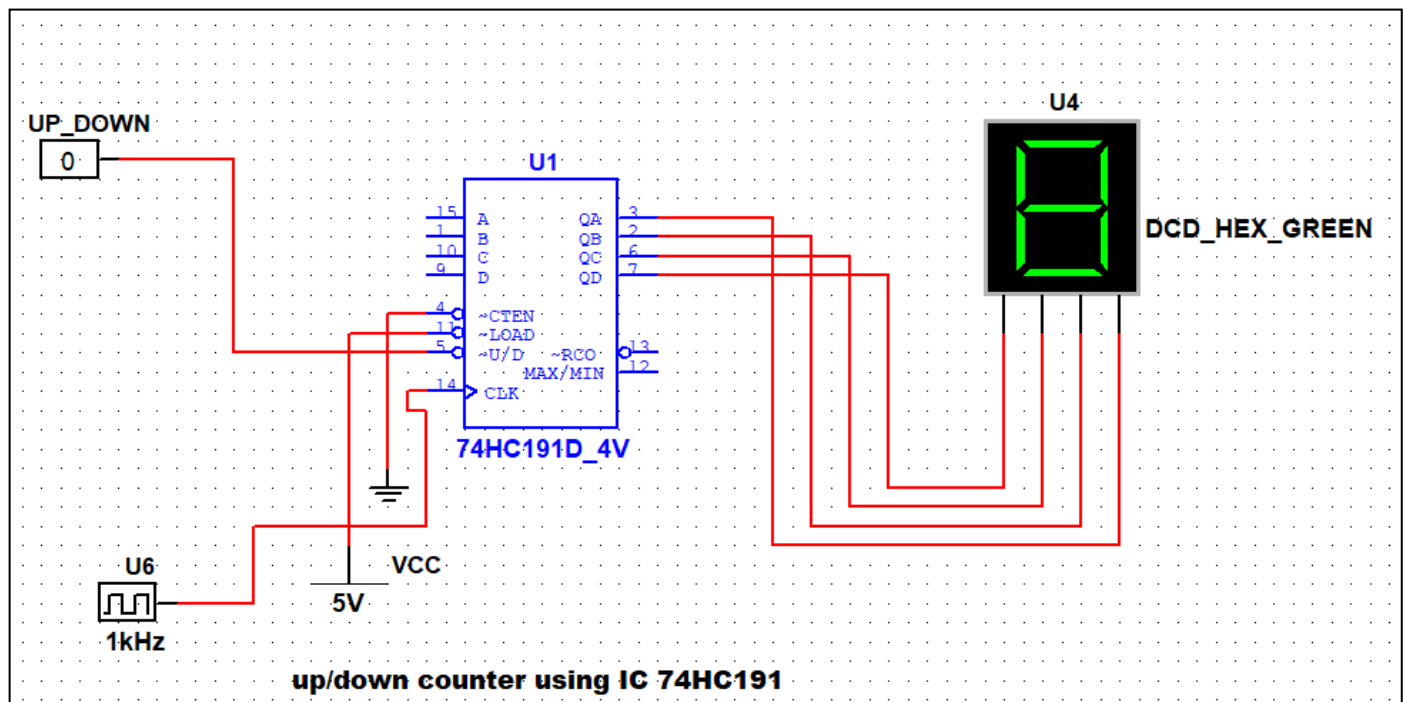 UP_DOWN
0
U1
15 A QA 3
1 B QB 2
10 C QC 6
9 D QD 7
4 ~CTEN
11 ~LOAD
5 ~U/D ~RCO 13
MAX/MIN 12
14 CLK
74HC191D_4V
U4
8
DCD_HEX_GREEN
VCC
5V
U6
1kHz
up/down counter using IC 74HC191